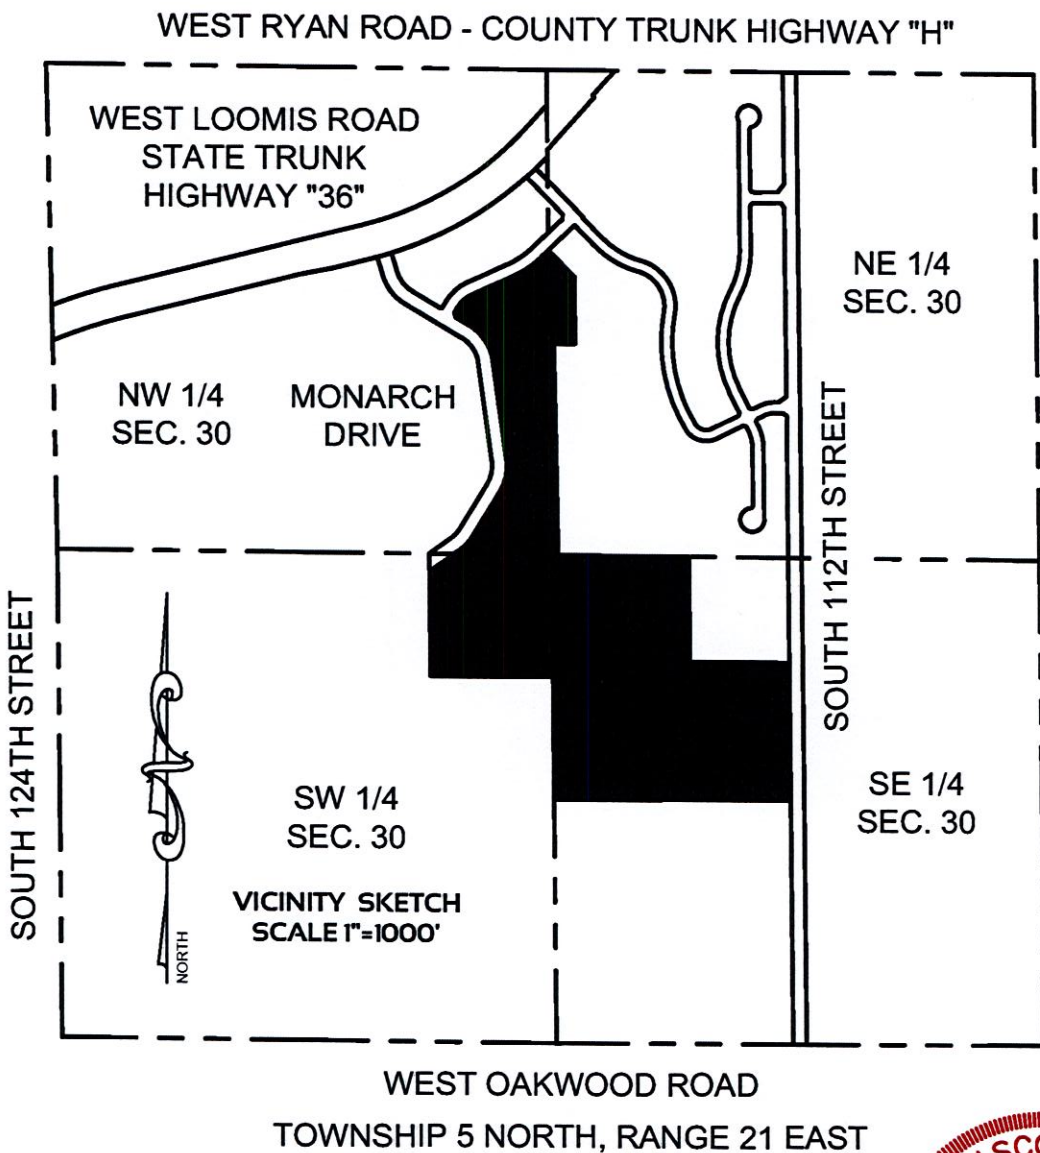 WEST RYAN ROAD - COUNTY TRUNK HIGHWAY "H"
WEST LOOMIS ROAD
STATE TRUNK
HIGHWAY "36"
NE 1/4
SEC. 30
NW 1/4
SEC. 30
MONARCH
DRIVE
SOUTH 112TH STREET
SOUTH 124TH STREET
SW 1/4
SEC. 30
SE 1/4
SEC. 30
VICINITY SKETCH
SCALE 1"=1000'
NORTH
WEST OAKWOOD ROAD
TOWNSHIP 5 NORTH, RANGE 21 EAST